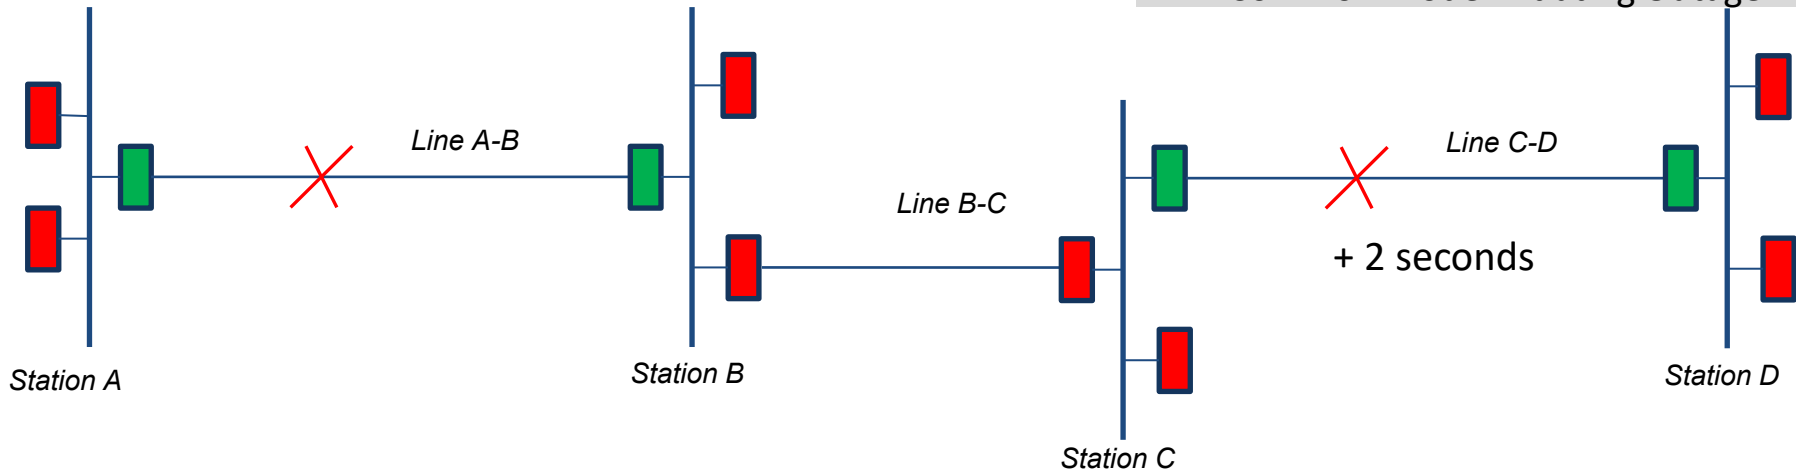 Line A-B
Line C-D
Line B-C
+ 2 seconds
Station A
Station B
Station D
Station C